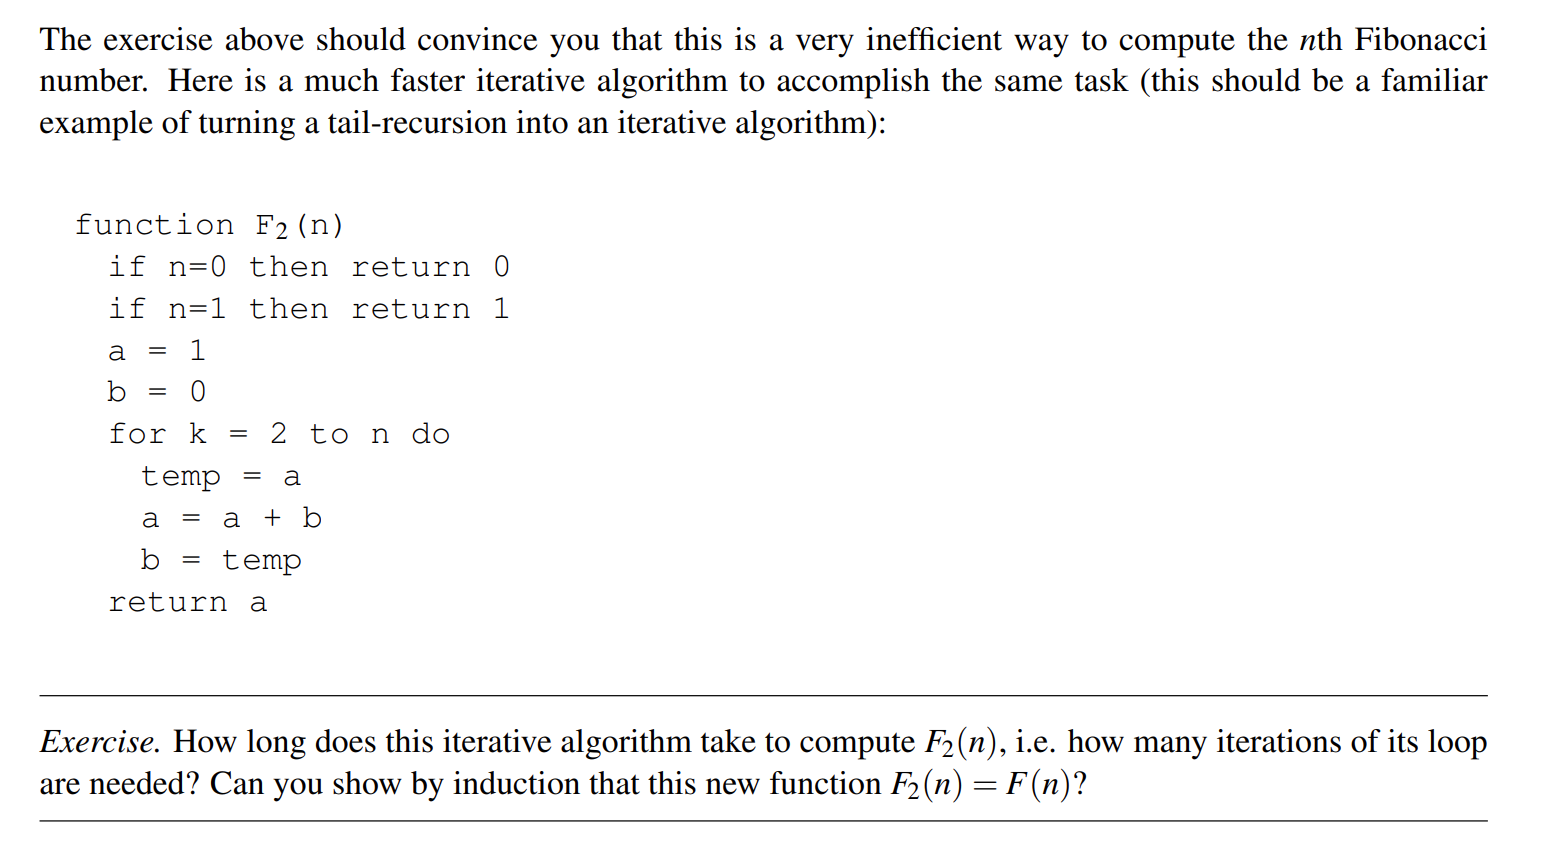 The exercise above should convince you that this is a very inefficient way to compute the nth Fibonacci
number. Here is a much faster iterative algorithm to accomplish the same task (this should be a familiar
example of turning a tail-recursion into an iterative algorithm):
function F₂(n)
if n=0 then return 0
if n=1 then return 1
a = 1
b = 0
for k = 2 to n do
temp = a
a = a + b
b = temp
return a
Exercise. How long does this iterative algorithm take to compute F₂(n), i.e. how many iterations of its loop
are needed? Can you show by induction that this new function F₂(n) = F(n)?